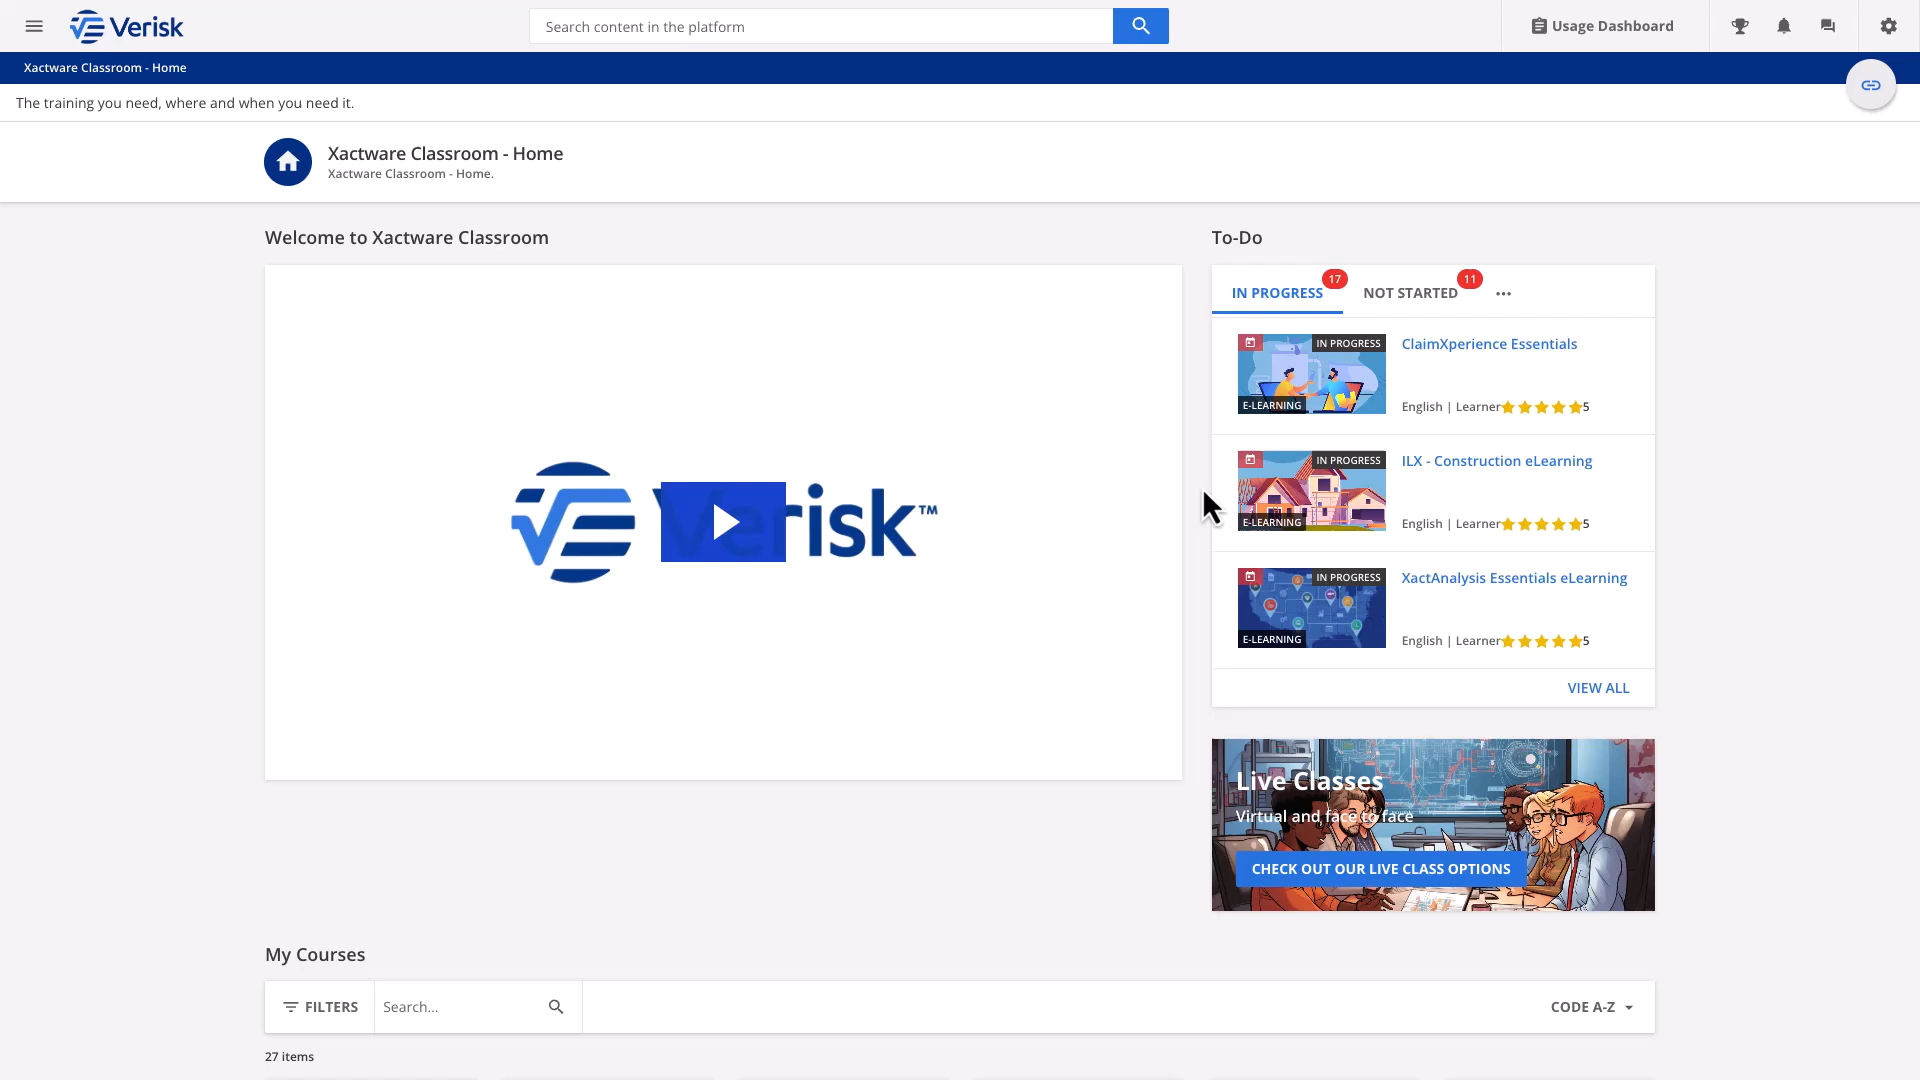 Verisk
Search content in the platform
Usage Dashboard
Xactware Classroom - Home
The training you need, where and when you need it.
Xactware Classroom - Home
Xactware Classroom - Home.
Welcome to Xactware Classroom
To-Do
IN PROGRESS 17
NOT STARTED 11
IN PROGRESS
E-LEARNING
ClaimXperience Essentials
English | Learner 5
IN PROGRESS
E-LEARNING
ILX - Construction eLearning
English | Learner 5
IN PROGRESS
E-LEARNING
XactAnalysis Essentials eLearning
English | Learner 5
VIEW ALL
Verisk™
Live Classes
Virtual and face to face
CHECK OUT OUR LIVE CLASS OPTIONS
My Courses
FILTERS
Search...
CODE A-Z
27 items